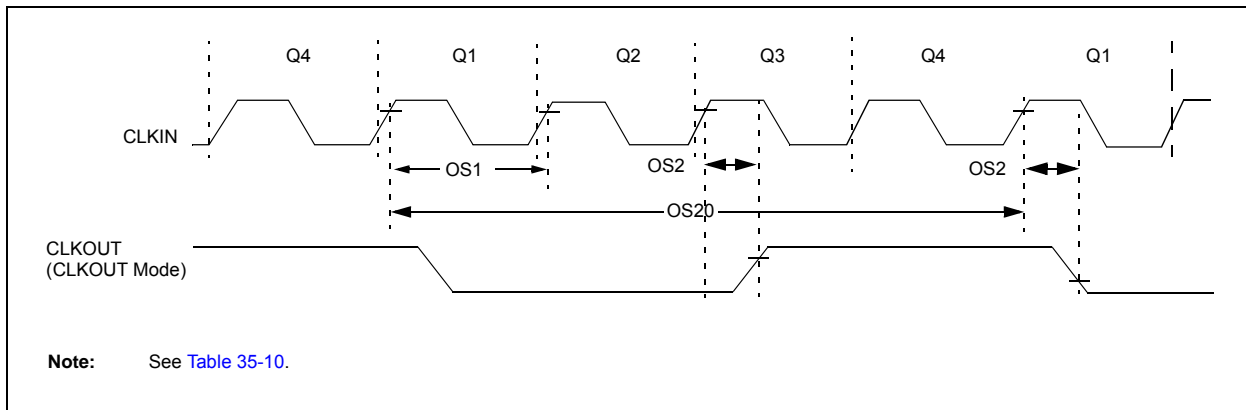 Q4 Q1 Q2 Q3 Q4 Q1
CLKIN
OS1 OS2 OS2
OS20
CLKOUT
(CLKOUT Mode)
Note: See Table 35-10.